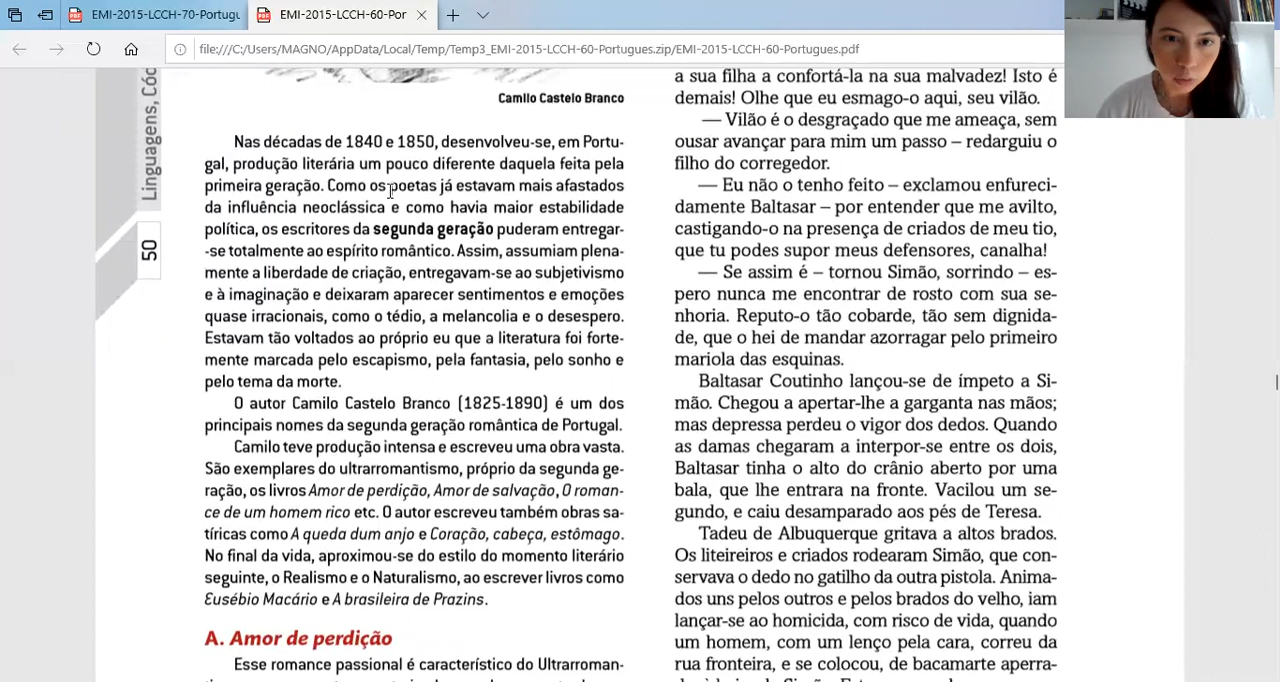 EMI-2015-LCCH-70-Portugu
EMI-2015-LCCH-60-Por
file:///C:/Users/MAGNO/AppData/Local/Temp/Temp3_EMI-2015-LCCH-60-Portugues.zip/EMI-2015-LCCH-60-Portugues.pdf
Linguagens, Cód
50
Camilo Castelo Branco
Nas décadas de 1840 e 1850, desenvolveu-se, em Portu-
gal, produção literária um pouco diferente daquela feita pela
primeira geração. Como os poetas já estavam mais afastados
da influência neoclássica e como havia maior estabilidade
política, os escritores da segunda geração puderam entregar-
-se totalmente ao espírito romântico. Assim, assumiam plena-
mente a liberdade de criação, entregavam-se ao subjetivismo
e à imaginação e deixaram aparecer sentimentos e emoções
quase irracionais, como o tédio, a melancolia e o desespero.
Estavam tão voltados ao próprio eu que a literatura foi forte-
mente marcada pelo escapismo, pela fantasia, pelo sonho e
pelo tema da morte.
O autor Camilo Castelo Branco (1825-1890) é um dos
principais nomes da segunda geração romântica de Portugal.
Camilo teve produção intensa e escreveu uma obra vasta.
São exemplares do ultrarromantismo, próprio da segunda ge-
ração, os livros Amor de perdição, Amor de salvação, O roman-
ce de um homem rico etc. O autor escreveu também obras sa-
tíricas como A queda dum anjo e Coração, cabeça, estômago.
No final da vida, aproximou-se do estilo do momento literário
seguinte, o Realismo e o Naturalismo, ao escrever livros como
Eusébio Macário e A brasileira de Prazins.
A. Amor de perdição
Esse romance passional é característico do Ultrarroman-
a sua filha a confortá-la na sua malvadez! Isto é
demais! Olhe que eu esmago-o aqui, seu vilão.
— Vilão é o desgraçado que me ameaça, sem
ousar avançar para mim um passo – redarguiu o
filho do corregedor.
— Eu não o tenho feito – exclamou enfureci-
damente Baltasar – por entender que me avilto,
castigando-o na presença de criados de meu tio,
que tu podes supor meus defensores, canalha!
— Se assim é – tornou Simão, sorrindo – es-
pero nunca me encontrar de rosto com sua se-
nhoria. Reputo-o tão cobarde, tão sem dignida-
de, que o hei de mandar azorragar pelo primeiro
mariola das esquinas.
Baltasar Coutinho lançou-se de ímpeto a Si-
mão. Chegou a apertar-lhe a garganta nas mãos;
mas depressa perdeu o vigor dos dedos. Quando
as damas chegaram a interpor-se entre os dois,
Baltasar tinha o alto do crânio aberto por uma
bala, que lhe entrara na fronte. Vacilou um se-
gundo, e caiu desamparado aos pés de Teresa.
Tadeu de Albuquerque gritava a altos brados.
Os liteireiros e criados rodearam Simão, que con-
servava o dedo no gatilho da outra pistola. Anima-
dos uns pelos outros e pelos brados do velho, iam
lançar-se ao homicida, com risco de vida, quando
um homem, com um lenço pela cara, correu da
rua fronteira, e se colocou, de bacamarte aperra-